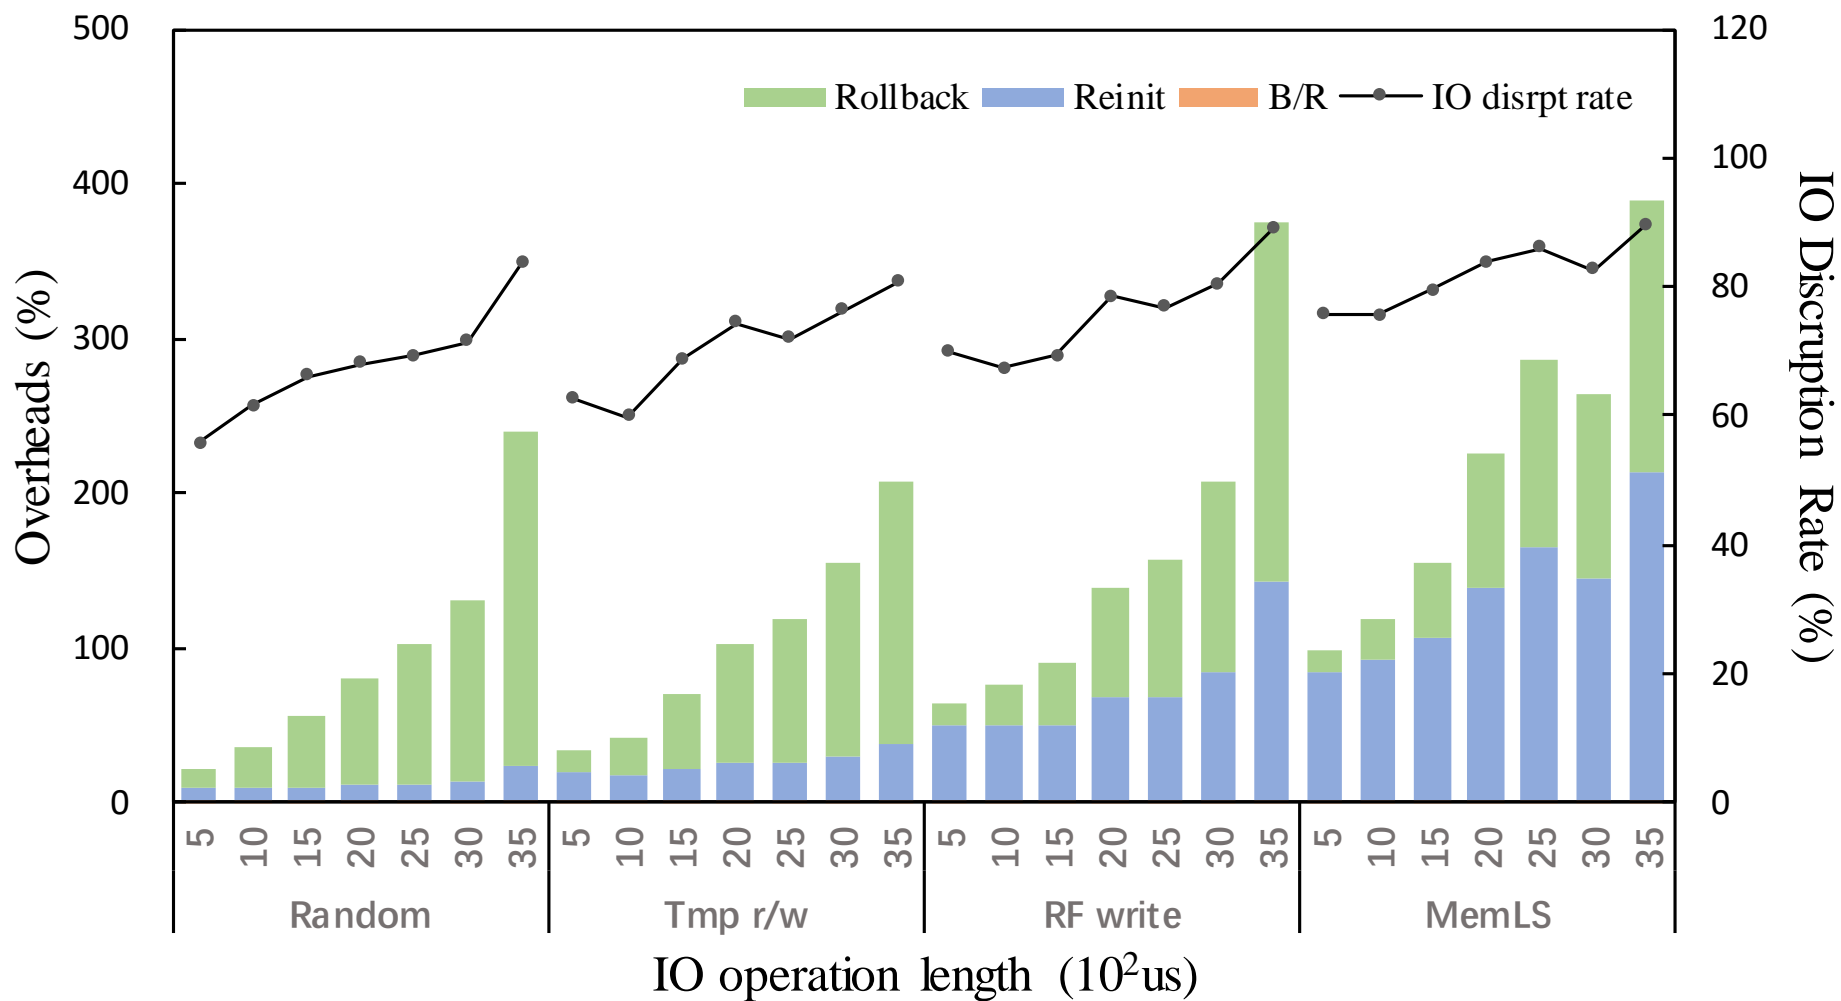 500
400
300
200
100
0
Overheads (%)
Rollback Reinit B/R IO disrpt rate
120
100
80
60
40
20
0
IO Discruption Rate (%)
5 10 15 20 25 30 35 5 10 15 20 25 30 35 5 10 15 20 25 30 35 5 10 15 20 25 30 35
Random Tmp r/w RF write MemLS
IO operation length (10²us)